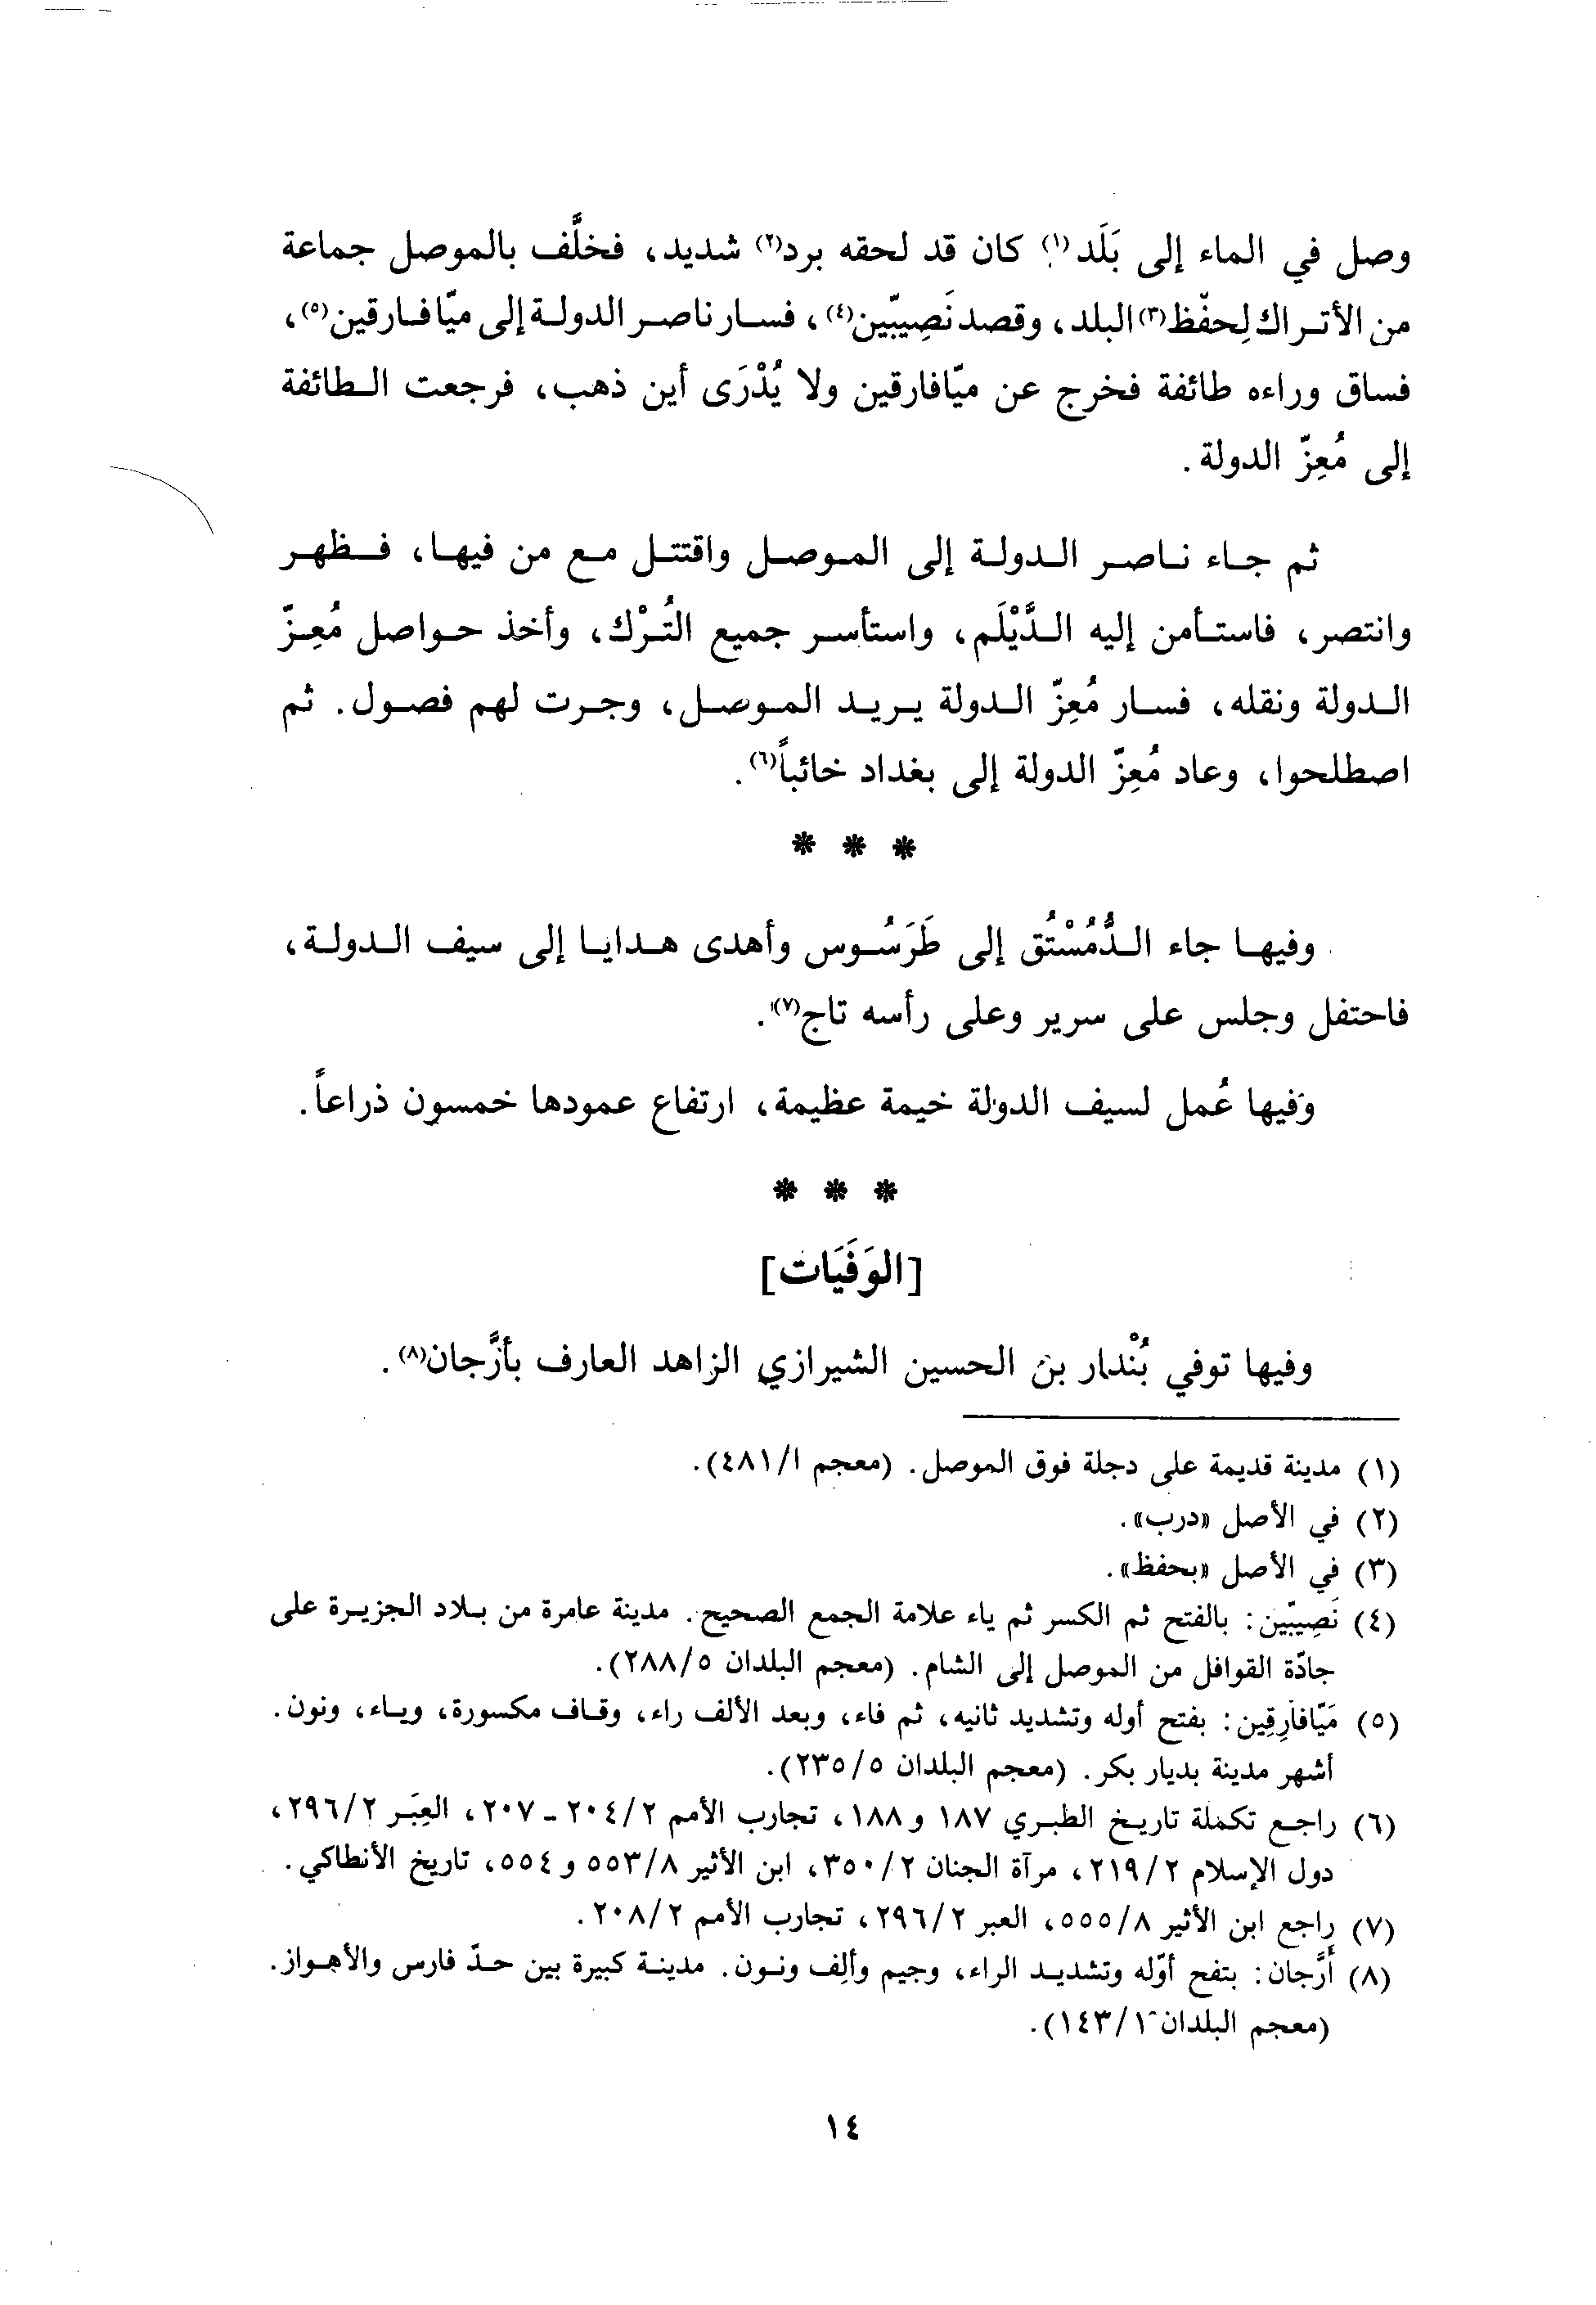 وصل في الماء إلى بَلَد(١) كان قد لحقه برد(٢) شديد، فخلَّف بالموصل جماعة
من الأتراك لِحفْظ(٣) البلد، وقصد نَصِيبّين(٤)، فسار ناصر الدولة إلى ميّافارقين(٥)،
فساق وراءه طائفة فخرج عن ميّافارقين ولا يُدْرَى أين ذهب، فرجعت الطائفة
إلى مُعِزّ الدولة.
ثم جاء ناصر الدولة إلى الموصل واقتتل مع من فيها، فظهر
وانتصر، فاستأمن إليه الدَّيْلَم، واستأسر جميع التُرْك، وأخذ حواصل مُعِزّ
الدولة ونقله، فسار مُعِزّ الدولة يريد الموصل، وجرت لهم فصول. ثم
اصطلحوا، وعاد مُعِزّ الدولة إلى بغداد خائباً(٦).
* * *
وفيها جاء الدُّمُسْتُق إلى طَرَسُوس وأهدى هدايا إلى سيف الدولة،
فاحتفل وجلس على سرير وعلى رأسه تاج(٧).
وفيها عُمل لسيف الدولة خيمة عظيمة، ارتفاع عمودها خمسون ذراعاً.
* * *
[الوَفَيَات]
وفيها توفي بُنْدار بن الحسين الشيرازي الزاهد العارف بأرَّجان(٨).
(١) مدينة قديمة على دجلة فوق الموصل. (معجم ٤٨١/١).
(٢) في الأصل «درب».
(٣) في الأصل «بحفظ».
(٤) نَصِيبّين: بالفتح ثم الكسر ثم ياء علامة الجمع الصحيح. مدينة عامرة من بلاد الجزيرة على
جادّة القوافل من الموصل إلى الشام. (معجم البلدان ٢٨٨/٥).
(٥) مَيّافارِقِين: بفتح أوله وتشديد ثانيه، ثم فاء، وبعد الألف راء، وقاف مكسورة، وياء، ونون.
أشهر مدينة بديار بكر. (معجم البلدان ٢٣٥/٥).
(٦) راجع تكملة تاريخ الطبري ١٨٧ و١٨٨، تجارب الأمم ٢٠٤/٢ - ٢٠٧، العِبَر ٢٩٦/٢،
دول الإسلام ٢١٩/٢، مرآة الجنان ٣٥٠/٢، ابن الأثير ٥٥٣/٨ و٥٥٤، تاريخ الأنطاكي.
(٧) راجع ابن الأثير ٥٥٥/٨، العبر ٢٩٦/٢، تجارب الأمم ٢٠٨/٢.
(٨) أرَّجان: بتفح أوّله وتشديد الراء، وجيم وألِف ونون. مدينة كبيرة بين حدّ فارس والأهواز.
(معجم البلدان ١٤٣/١).
١٤